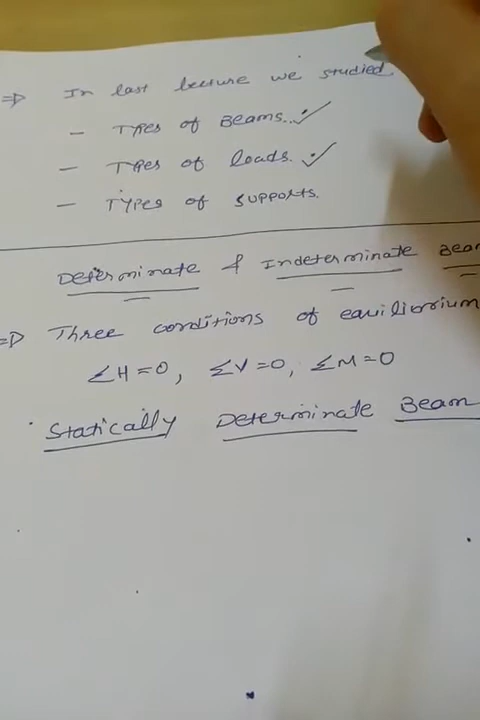 ⇒ In last lecture we studied
- Types of Beams. ✓
- Types of loads. ✓
- Types of supports.
Determinate & Indeterminate Bea
⇒ Three conditions of equilibrium
ΣH=0, ΣV=0, ΣM=0
Statically Determinate Beam